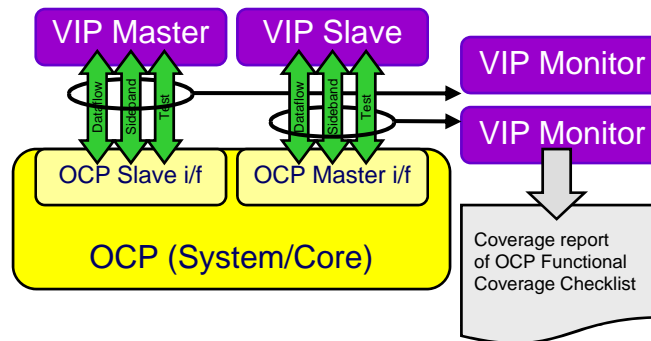 VIP Master
VIP Slave
VIP Monitor
Dataflow
Sideband
Test
Dataflow
Sideband
Test
VIP Monitor
OCP Slave i/f
OCP Master i/f
OCP (System/Core)
Coverage report
of OCP Functional
Coverage Checklist